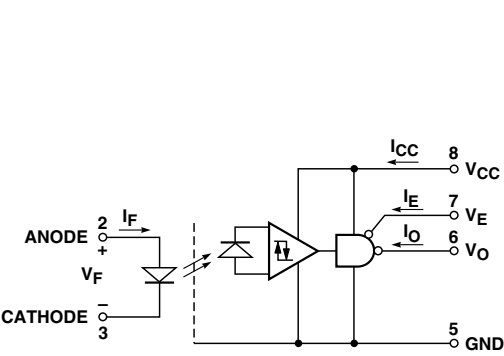 ICC
8
VCC
IE
7
VE
2
IF
ANODE
+
IO
6
VO
VF
–
CATHODE
3
5
GND